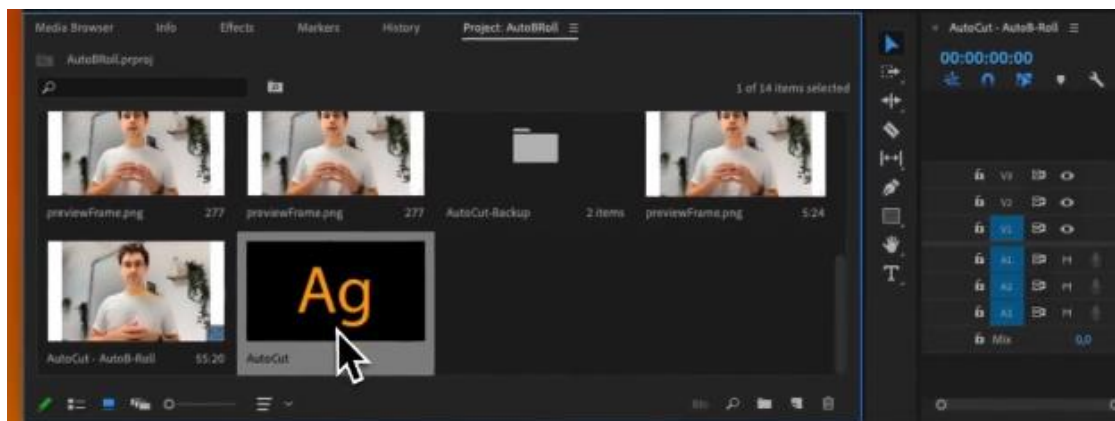 Media Browser Info Effects Markers History Project: AutoBRoll
AutoBRoll.prproj
1 of 14 items selected
previewFrame.png 277
previewFrame.png 277
AutoCut-Backup 2 items
previewFrame.png 5:24
AutoCut - AutoB-Roll 55:20
Ag
AutoCut
× AutoCut - AutoB-Roll
00:00:00:00
V3
V2
V1
A1 M
A2 M
A3 M
Mix 0,0
T